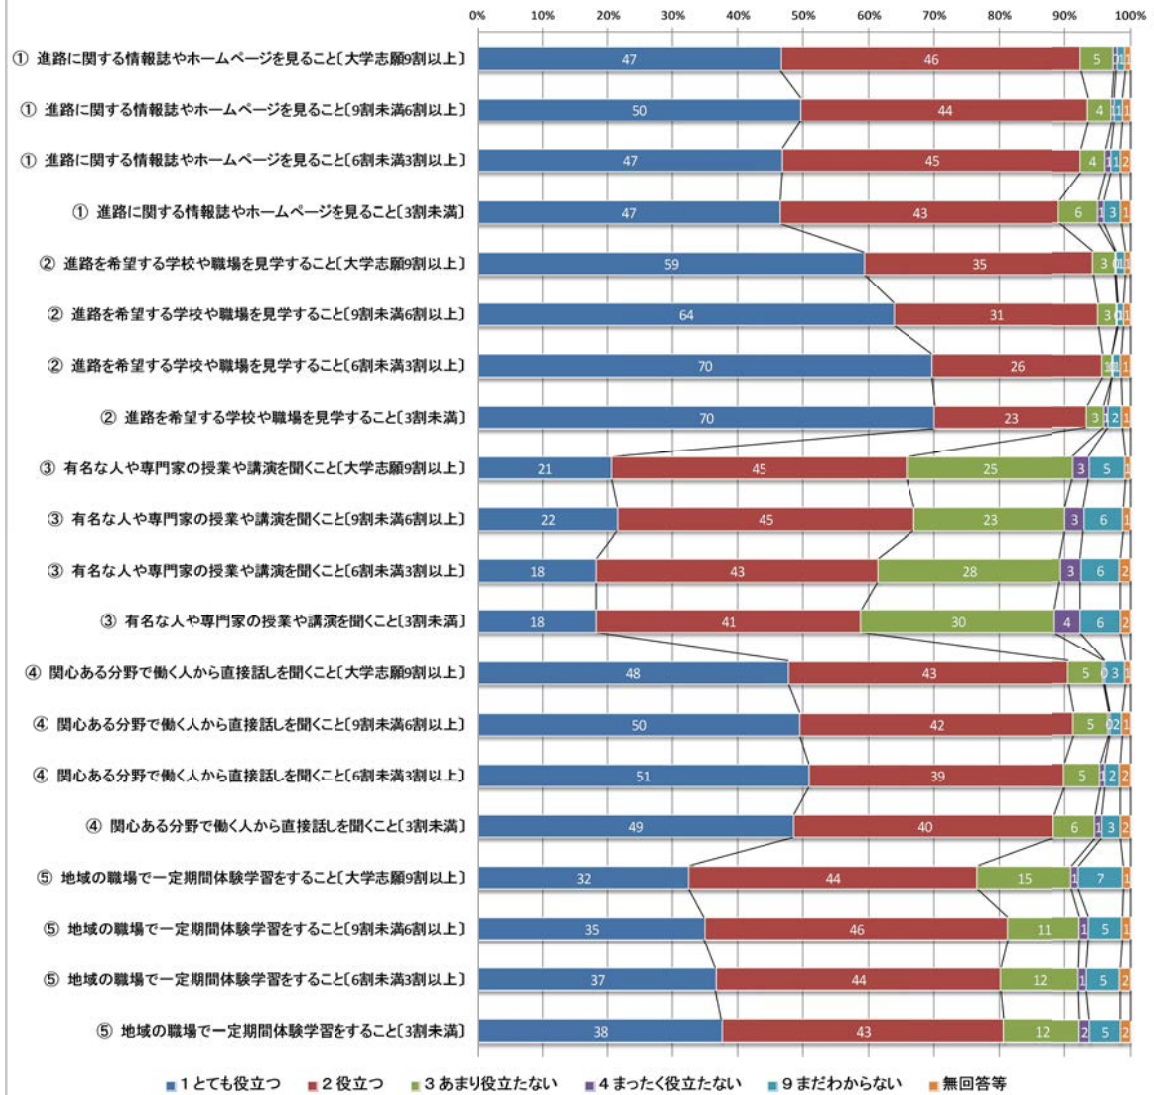 0% 10% 20% 30% 40% 50% 60% 70% 80% 90% 100%
① 進路に関する情報誌やホームページを見ること〔大学志願9割以上〕 47 46 5 0 1 1
① 進路に関する情報誌やホームページを見ること〔9割未満6割以上〕 50 44 4 1 1
① 進路に関する情報誌やホームページを見ること〔6割未満3割以上〕 47 45 4 1 1 2
① 進路に関する情報誌やホームページを見ること〔3割未満〕 47 43 6 1 3 1
② 進路を希望する学校や職場を見学すること〔大学志願9割以上〕 59 35 3 0 1 1
② 進路を希望する学校や職場を見学すること〔9割未満6割以上〕 64 31 3 0 1 1
② 進路を希望する学校や職場を見学すること〔6割未満3割以上〕 70 26 1 1 1
② 進路を希望する学校や職場を見学すること〔3割未満〕 70 23 3 1 2 1
③ 有名な人や専門家の授業や講演を聞くこと〔大学志願9割以上〕 21 45 25 3 5 1
③ 有名な人や専門家の授業や講演を聞くこと〔9割未満6割以上〕 22 45 23 3 6 1
③ 有名な人や専門家の授業や講演を聞くこと〔6割未満3割以上〕 18 43 28 3 6 2
③ 有名な人や専門家の授業や講演を聞くこと〔3割未満〕 18 41 30 4 6 2
④ 関心ある分野で働く人から直接話しを聞くこと〔大学志願9割以上〕 48 43 5 0 3 1
④ 関心ある分野で働く人から直接話しを聞くこと〔9割未満6割以上〕 50 42 5 0 2 1
④ 関心ある分野で働く人から直接話しを聞くこと〔6割未満3割以上〕 51 39 5 1 2 2
④ 関心ある分野で働く人から直接話しを聞くこと〔3割未満〕 49 40 6 1 3 2
⑤ 地域の職場で一定期間体験学習をすること〔大学志願9割以上〕 32 44 15 1 7 1
⑤ 地域の職場で一定期間体験学習をすること〔9割未満6割以上〕 35 46 11 1 5 1
⑤ 地域の職場で一定期間体験学習をすること〔6割未満3割以上〕 37 44 12 1 5 2
⑤ 地域の職場で一定期間体験学習をすること〔3割未満〕 38 43 12 2 5 2
1とても役立つ 2役立つ 3あまり役立たない 4まったく役立たない 9まだわからない 無回答等